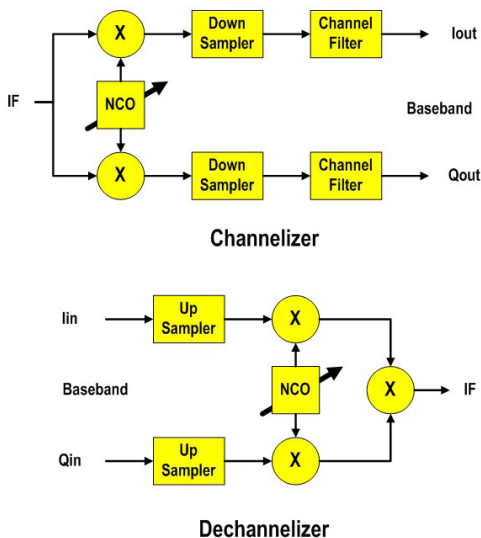 X
Down
Sampler
Channel
Filter
Iout
IF
NCO
Baseband
X
Down
Sampler
Channel
Filter
Qout
Channelizer
Iin
Up
Sampler
X
Baseband
NCO
X
IF
Qin
Up
Sampler
X
Dechannelizer